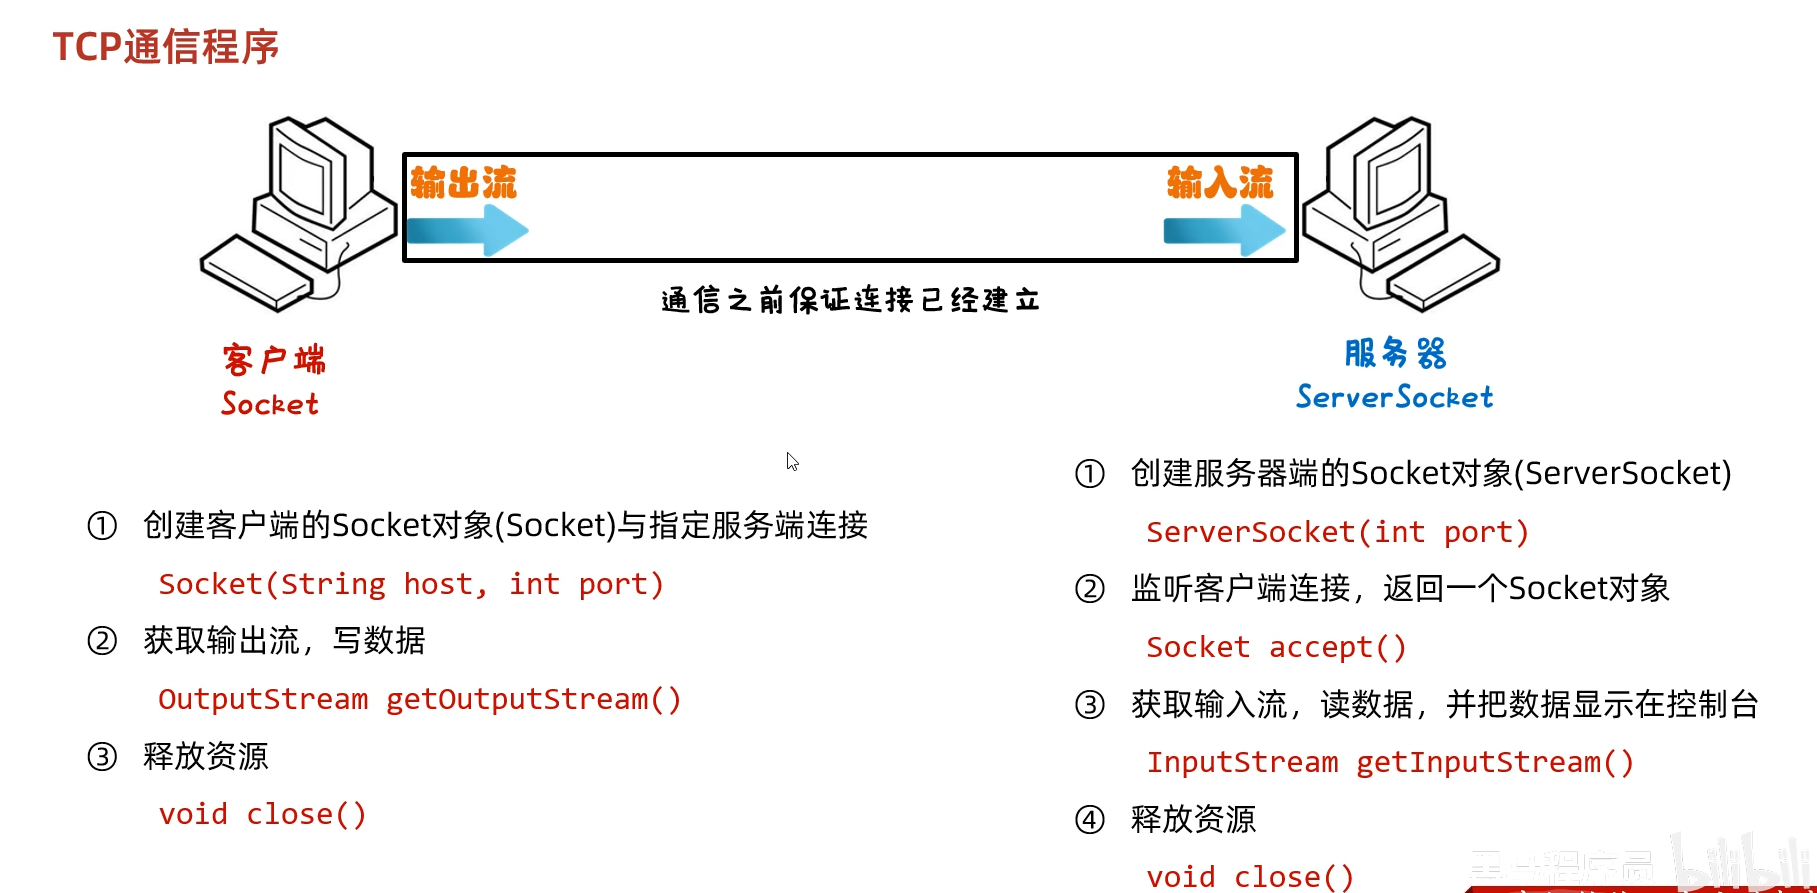 TCP通信程序
输出流
输入流
通信之前保证连接已经建立
客户端
Socket
服务器
ServerSocket
① 创建客户端的Socket对象(Socket)与指定服务端连接
Socket(String host, int port)
② 获取输出流，写数据
OutputStream getOutputStream()
③ 释放资源
void close()
① 创建服务器端的Socket对象(ServerSocket)
ServerSocket(int port)
② 监听客户端连接，返回一个Socket对象
Socket accept()
③ 获取输入流，读数据，并把数据显示在控制台
InputStream getInputStream()
④ 释放资源
void close()
黑马程序员
bilibili